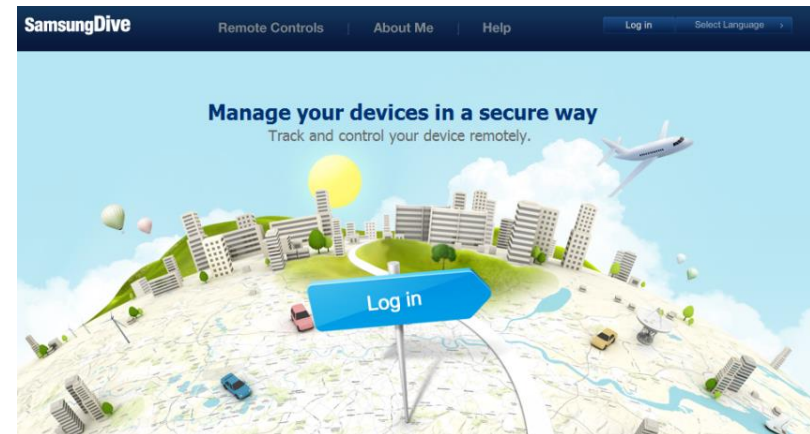 SamsungDive
Remote Controls | About Me | Help
Log in
Select Language >
Manage your devices in a secure way
Track and control your device remotely.
Log in